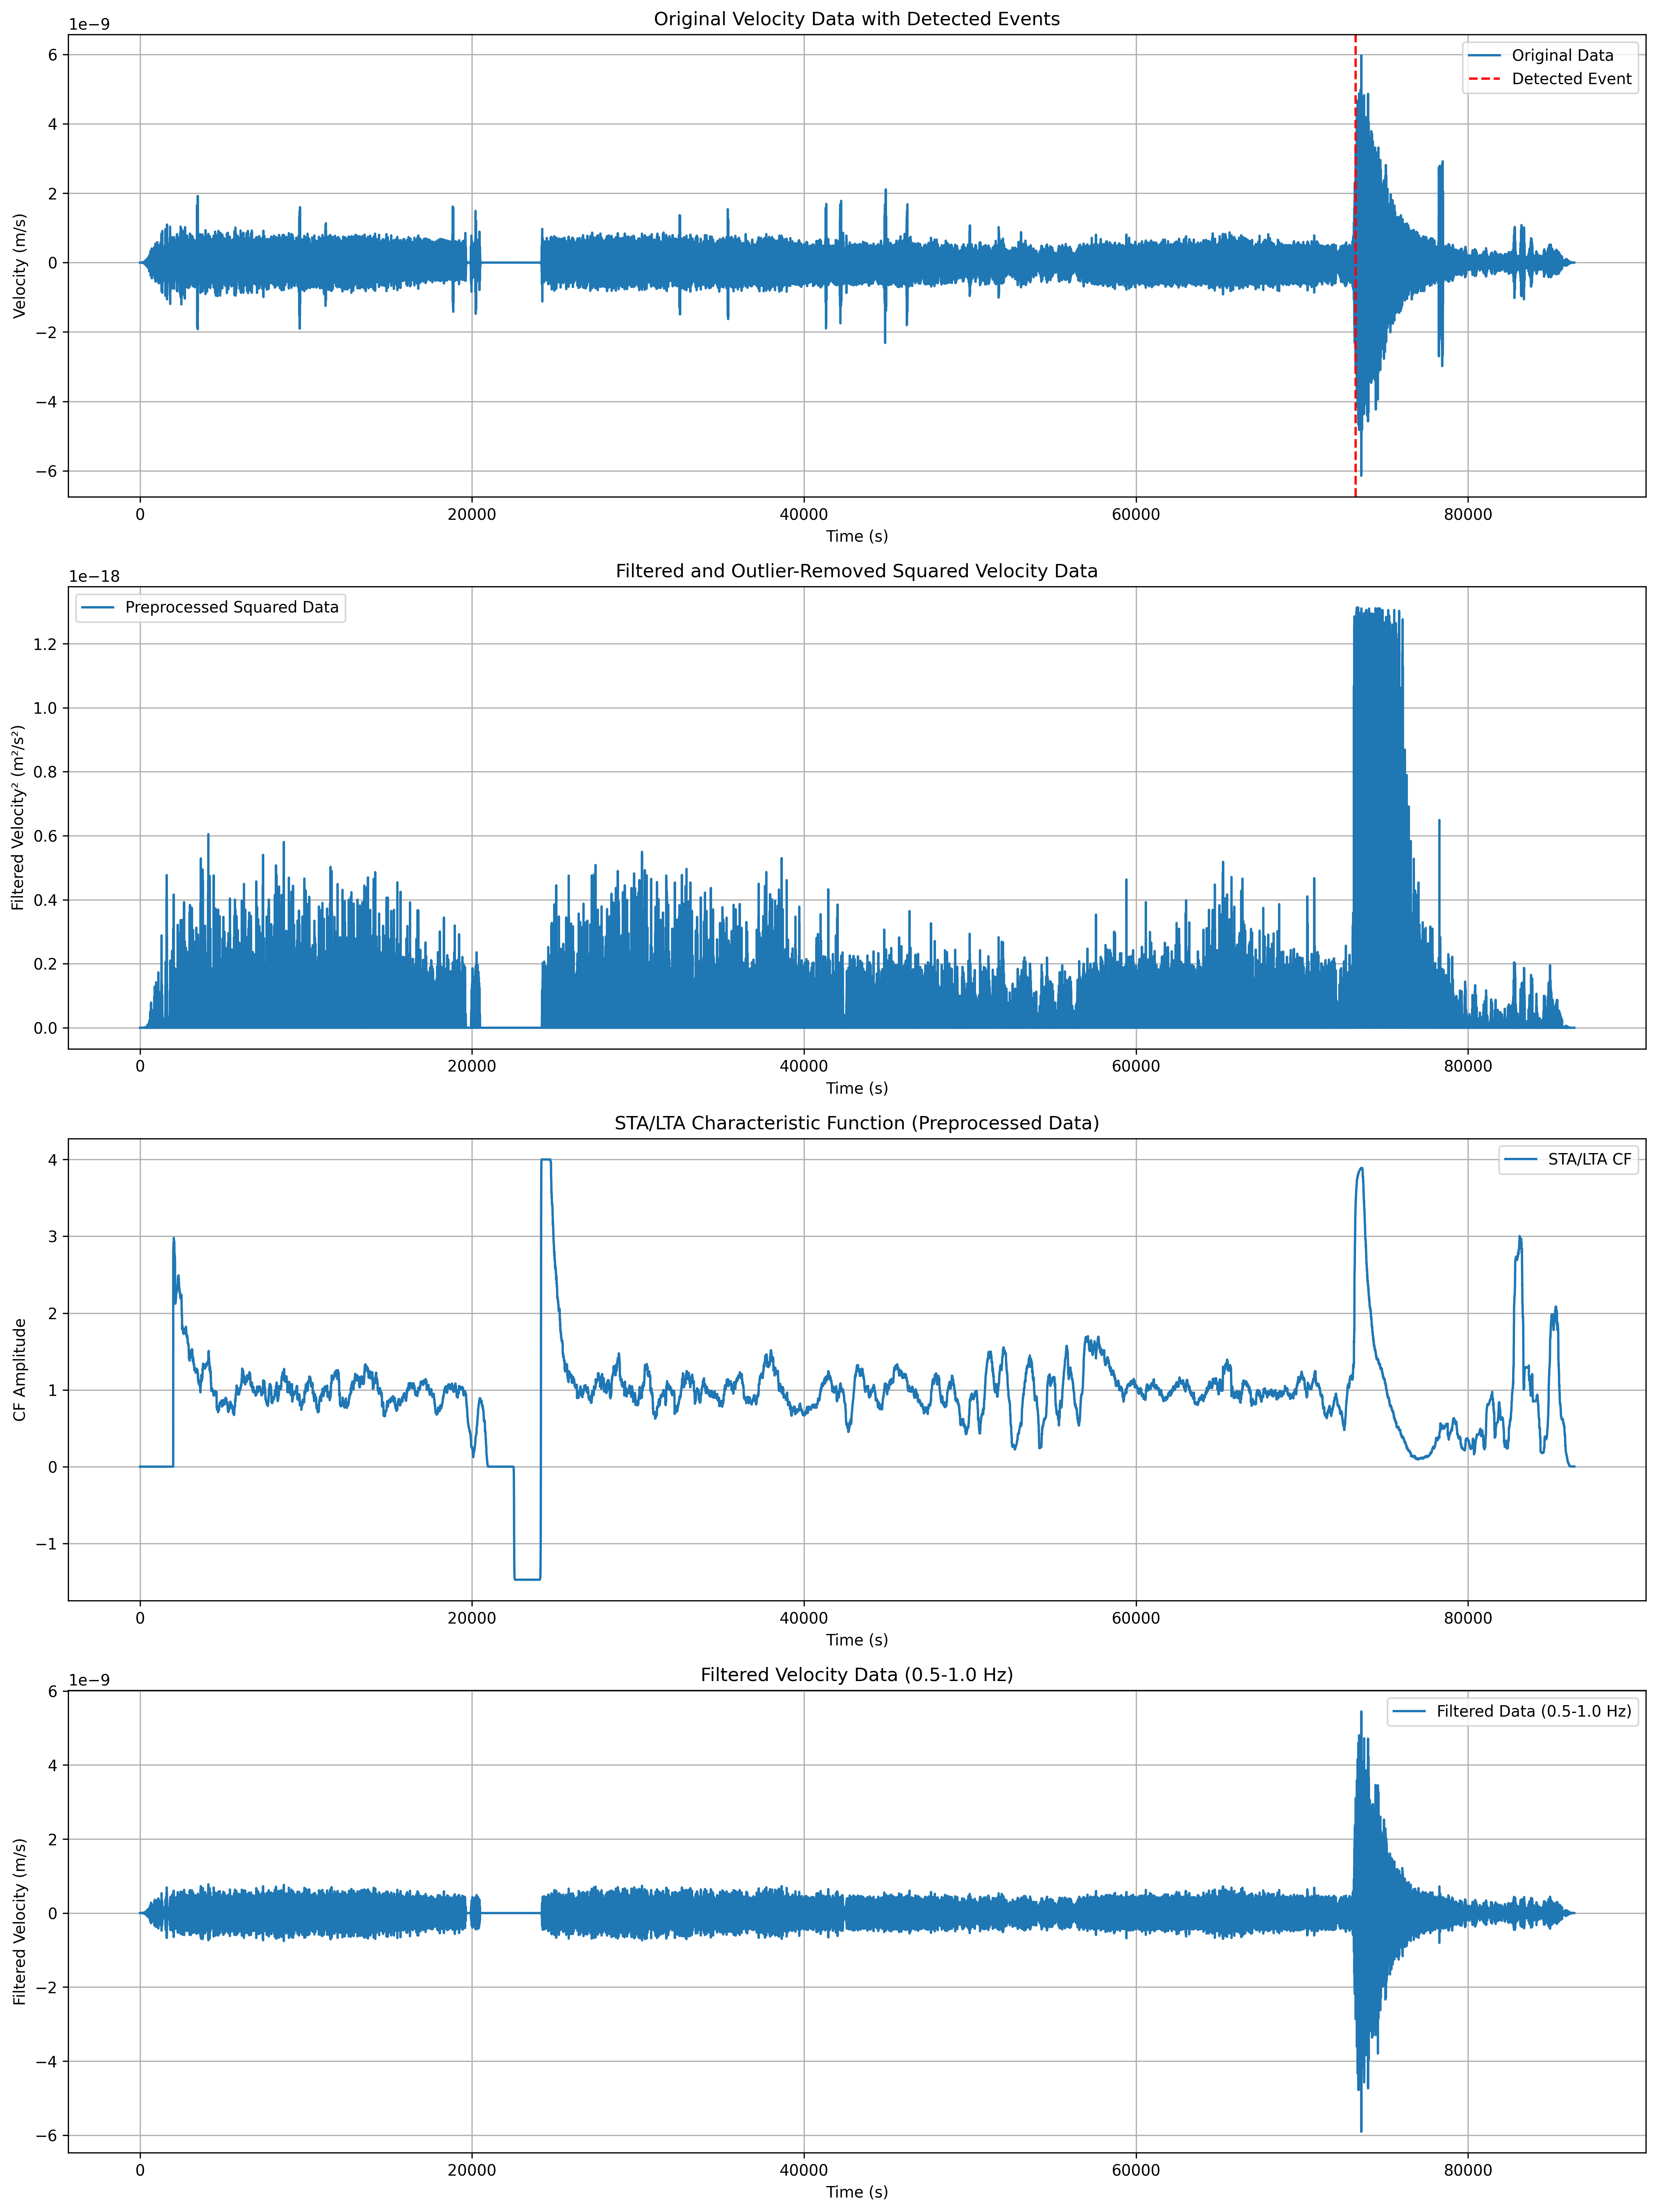 Original Velocity Data with Detected Events
1e−9
6
4
2
0
−2
−4
−6
Velocity (m/s)
Original Data
Detected Event
0 20000 40000 60000 80000
Time (s)
Filtered and Outlier-Removed Squared Velocity Data
1e−18
1.2
1.0
0.8
0.6
0.4
0.2
0.0
Filtered Velocity² (m²/s²)
Preprocessed Squared Data
0 20000 40000 60000 80000
Time (s)
STA/LTA Characteristic Function (Preprocessed Data)
4
3
2
1
0
−1
CF Amplitude
STA/LTA CF
0 20000 40000 60000 80000
Time (s)
Filtered Velocity Data (0.5-1.0 Hz)
1e−9
6
4
2
0
−2
−4
−6
Filtered Velocity (m/s)
Filtered Data (0.5-1.0 Hz)
0 20000 40000 60000 80000
Time (s)